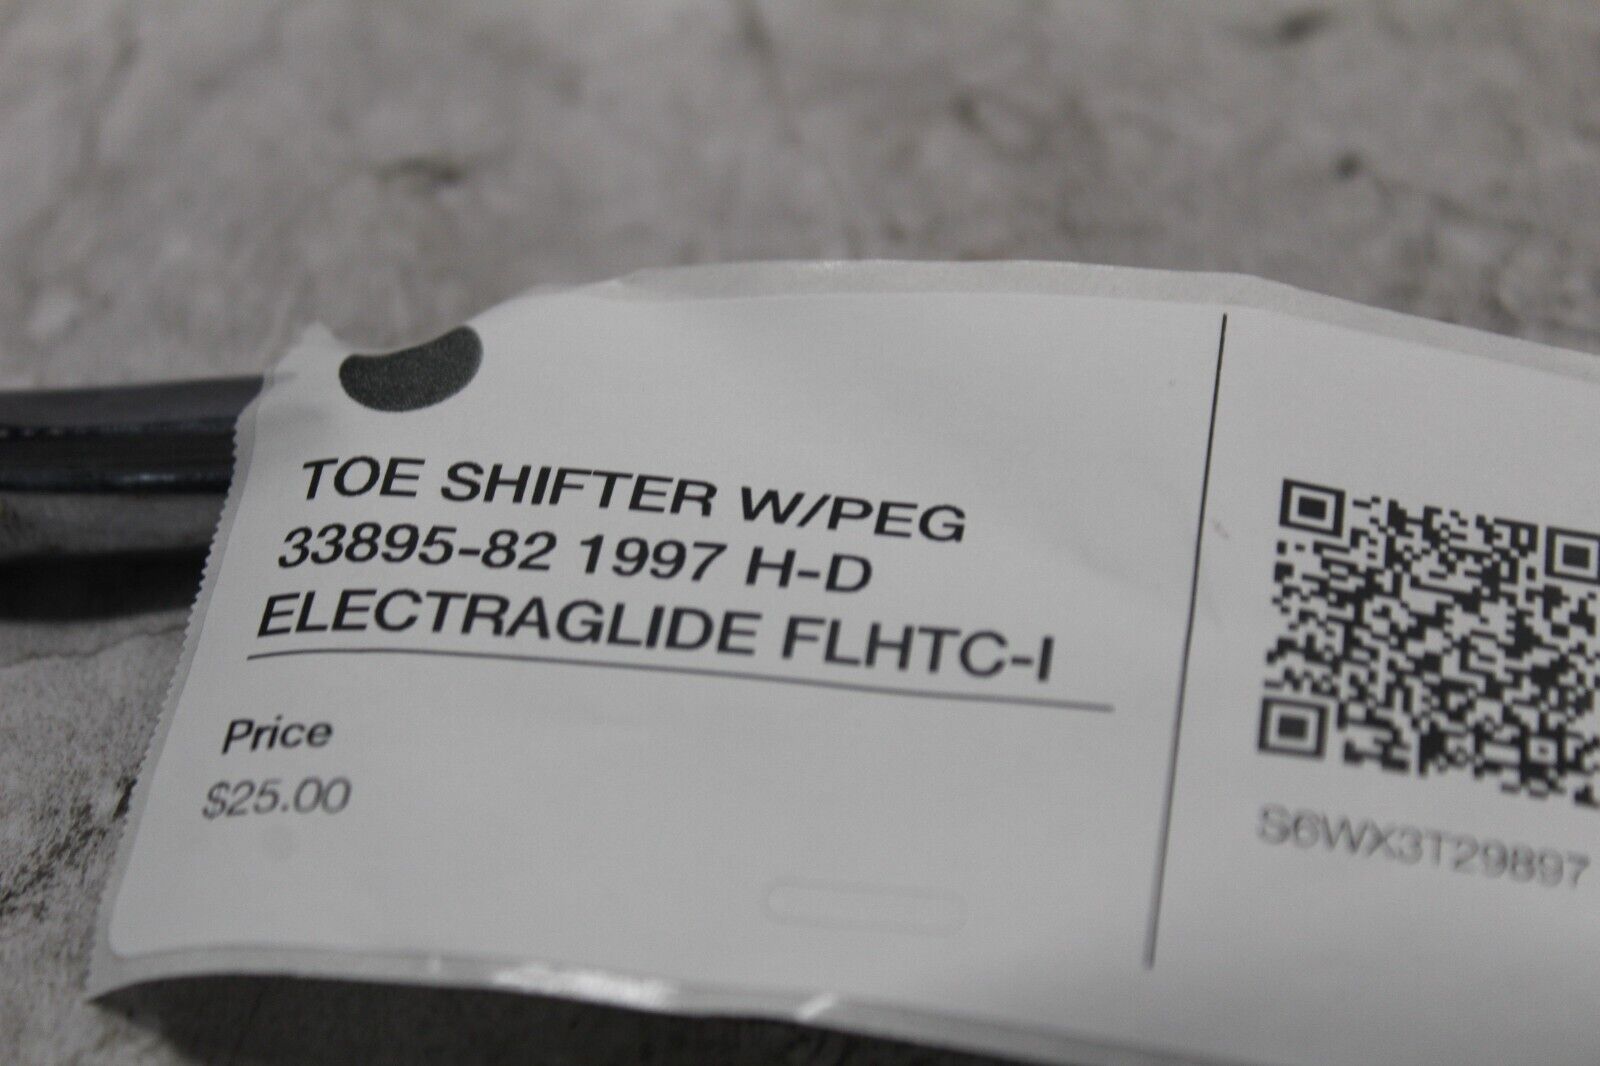 TOE SHIFTER W/PEG
33895-82 1997 H-D
ELECTRAGLIDE FLHTC-I
Price
$25.00
S6WX3T29897